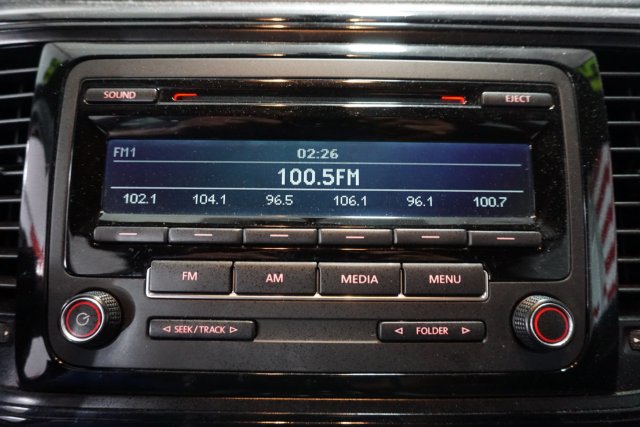 SOUND EJECT
FM1 02:26
100.5FM
102.1 104.1 96.5 106.1 96.1 100.7
FM AM MEDIA MENU
SEEK/TRACK FOLDER